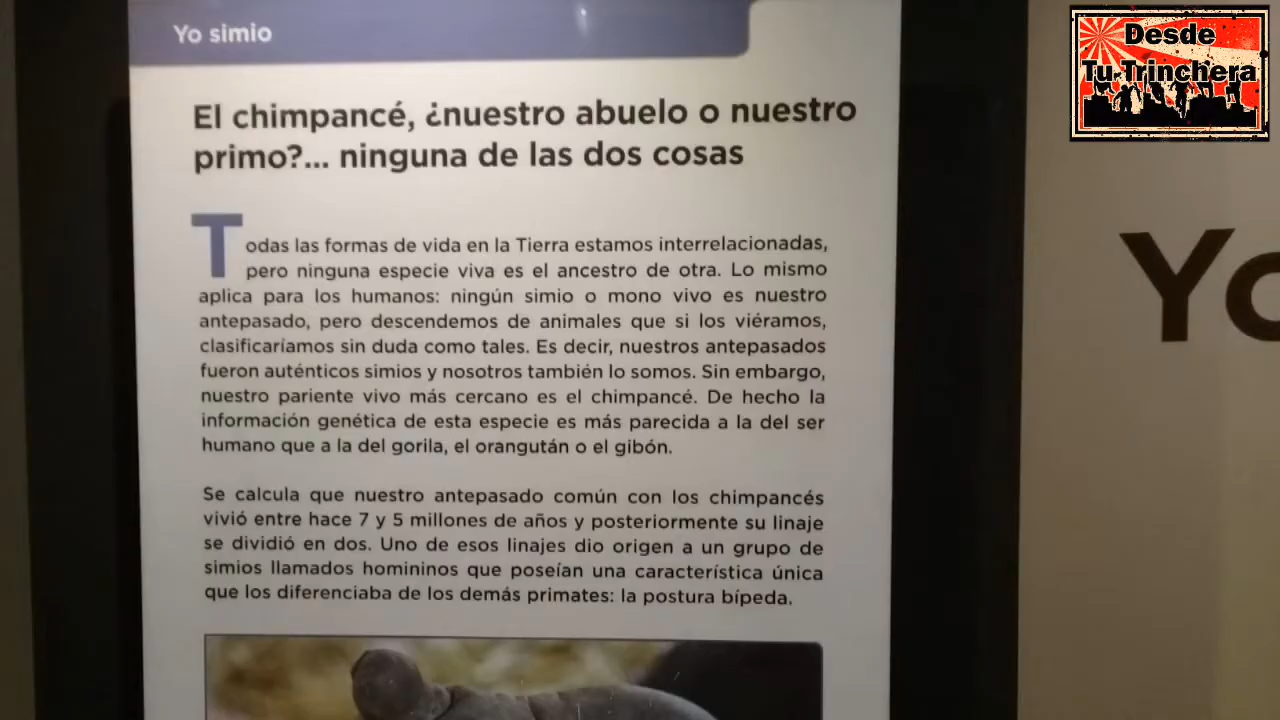 Yo simio
Desde
Tu Trinchera
El chimpancé, ¿nuestro abuelo o nuestro
primo?... ninguna de las dos cosas
Todas las formas de vida en la Tierra estamos interrelacionadas,
pero ninguna especie viva es el ancestro de otra. Lo mismo
aplica para los humanos: ningún simio o mono vivo es nuestro
antepasado, pero descendemos de animales que si los viéramos,
clasificaríamos sin duda como tales. Es decir, nuestros antepasados
fueron auténticos simios y nosotros también lo somos. Sin embargo,
nuestro pariente vivo más cercano es el chimpancé. De hecho la
información genética de esta especie es más parecida a la del ser
humano que a la del gorila, el orangután o el gibón.
Se calcula que nuestro antepasado común con los chimpancés
vivió entre hace 7 y 5 millones de años y posteriormente su linaje
se dividió en dos. Uno de esos linajes dio origen a un grupo de
simios llamados homininos que poseían una característica única
que los diferenciaba de los demás primates: la postura bípeda.
Yo